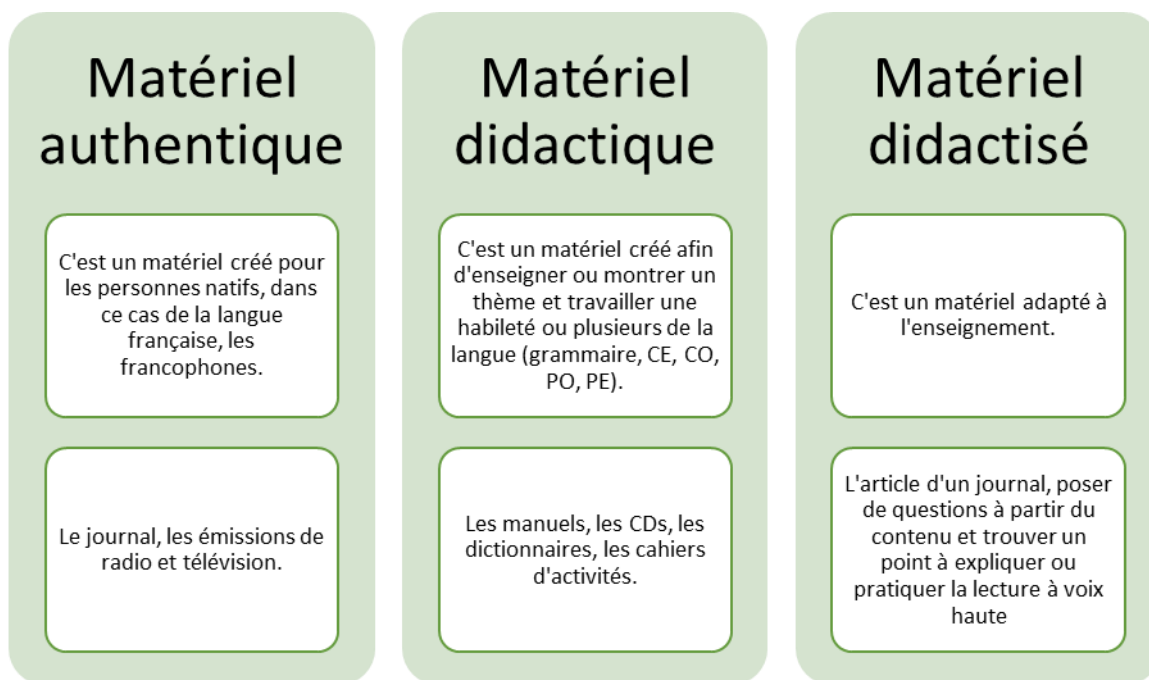 Matériel
authentique
C'est un matériel créé pour
les personnes natifs, dans
ce cas de la langue
française, les
francophones.
Le journal, les émissions de
radio et télévision.
Matériel
didactique
C'est un matériel créé afin
d'enseigner ou montrer un
thème et travailler une
habileté ou plusieurs de la
langue (grammaire, CE, CO,
PO, PE).
Les manuels, les CDs, les
dictionnaires, les cahiers
d'activités.
Matériel
didactisé
C'est un matériel adapté à
l'enseignement.
L'article d'un journal, poser
de questions à partir du
contenu et trouver un
point à expliquer ou
pratiquer la lecture à voix
haute